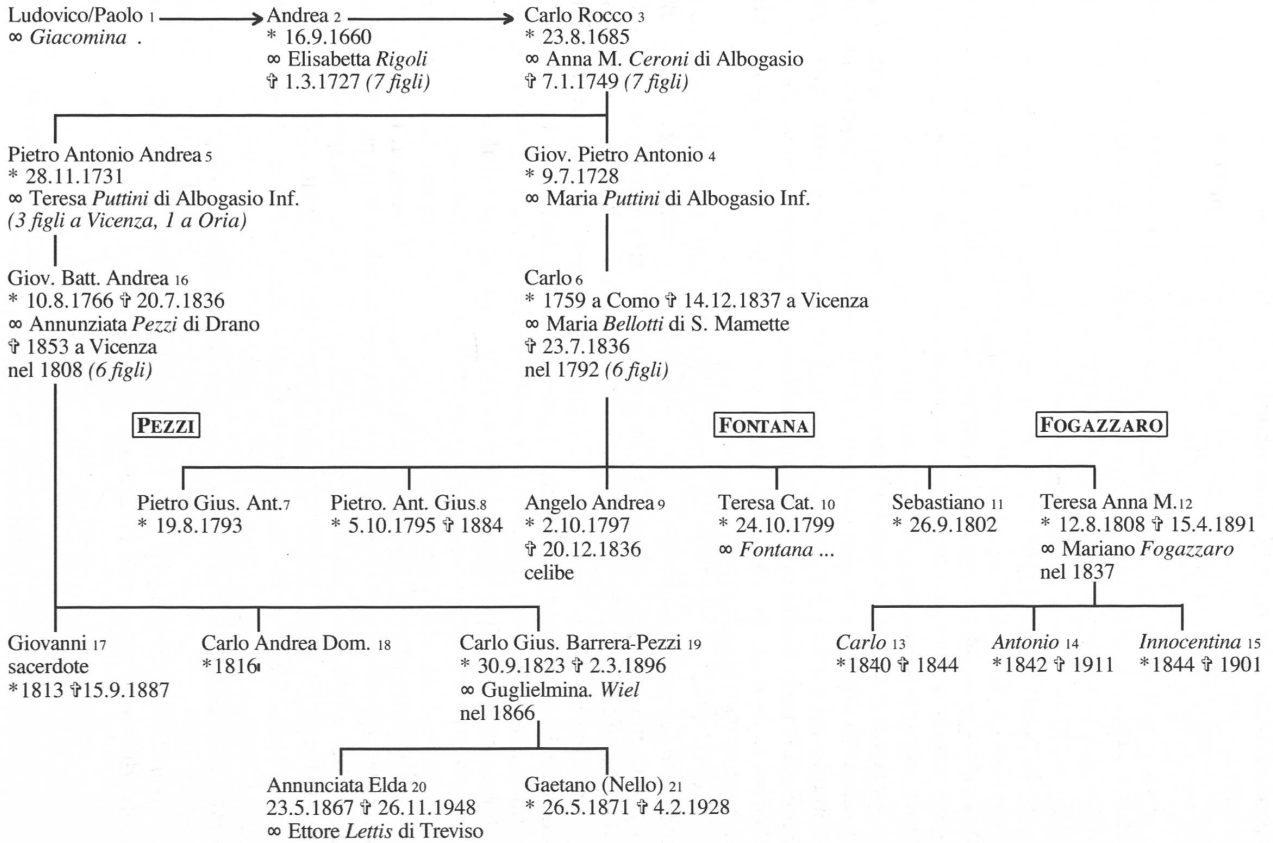 Ludovico/Paolo 1
∞ Giacomina .
Andrea 2
* 16.9.1660
∞ Elisabetta Rigoli
✞ 1.3.1727 (7 figli)
Carlo Rocco 3
* 23.8.1685
∞ Anna M. Ceroni di Albogasio
✞ 7.1.1749 (7 figli)
Pietro Antonio Andrea 5
* 28.11.1731
∞ Teresa Puttini di Albogasio Inf.
(3 figli a Vicenza, 1 a Oria)
Giov. Pietro Antonio 4
* 9.7.1728
∞ Maria Puttini di Albogasio Inf.
Giov. Batt. Andrea 16
* 10.8.1766 ✞ 20.7.1836
∞ Annunziata Pezzi di Drano
✞ 1853 a Vicenza
nel 1808 (6 figli)
Carlo 6
* 1759 a Como ✞ 14.12.1837 a Vicenza
∞ Maria Bellotti di S. Mamette
✞ 23.7.1836
nel 1792 (6 figli)
PEZZI
FONTANA
FOGAZZARO
Pietro Gius. Ant.7
* 19.8.1793
Pietro. Ant. Gius.8
* 5.10.1795 ✞ 1884
Angelo Andrea 9
* 2.10.1797
✞ 20.12.1836
celibe
Teresa Cat. 10
* 24.10.1799
∞ Fontana ...
Sebastiano 11
* 26.9.1802
Teresa Anna M.12
* 12.8.1808 ✞ 15.4.1891
∞ Mariano Fogazzaro
nel 1837
Giovanni 17
sacerdote
*1813 ✞15.9.1887
Carlo Andrea Dom. 18
*1816
Carlo Gius. Barrera-Pezzi 19
* 30.9.1823 ✞ 2.3.1896
∞ Guglielmina. Wiel
nel 1866
Carlo 13
*1840 ✞ 1844
Antonio 14
*1842 ✞ 1911
Innocentina 15
*1844 ✞ 1901
Annunciata Elda 20
23.5.1867 ✞ 26.11.1948
∞ Ettore Lettis di Treviso
Gaetano (Nello) 21
* 26.5.1871 ✞ 4.2.1928